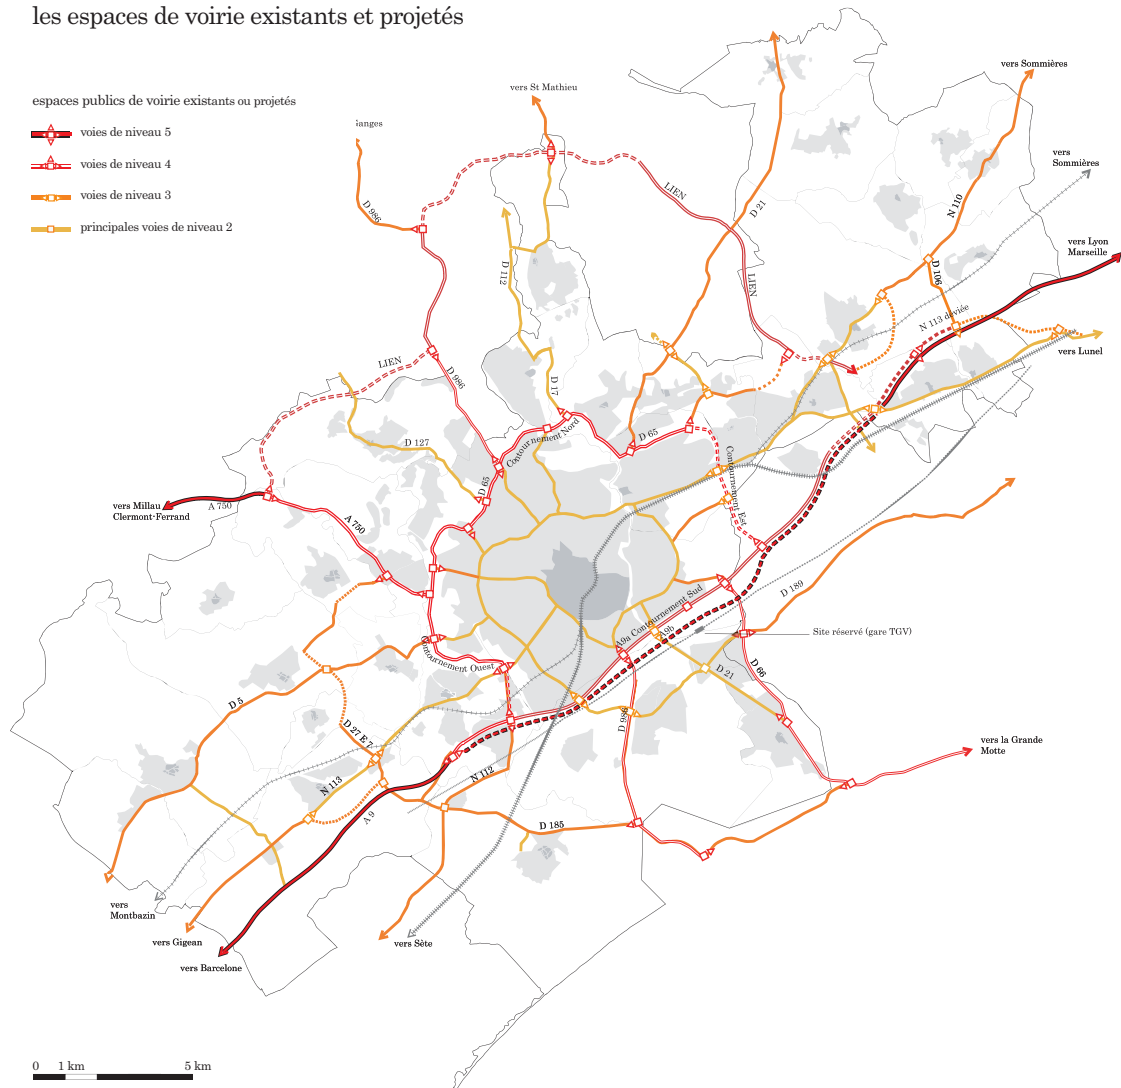 les espaces de voirie existants et projetés
espaces publics de voirie existants ou projetés
voies de niveau 5
voies de niveau 4
voies de niveau 3
principales voies de niveau 2
vers St Mathieu
vers Sommières
vers
Sommières
vers Lyon
Marseille
vers Lunel
D 986
LIEN
D 21
N 110
D 106
N 113 déviée
LIEN
D 112
LIEN
D 986
D 17
D 127
Contournement Nord
D 65
D 65
Contournement Est
vers Millau
Clermont-Ferrand
A 750
A 750
D 189
A9a Contournement Sud
A9b
Site réservé (gare TGV)
Contournement Ouest
D 66
D 21
D 5
D 27 E 7
D 986
vers la Grande
Motte
N 113
N 112
A 9
D 185
vers
Montbazin
vers Gigean
vers Sète
vers Barcelone
0 1 km 5 km